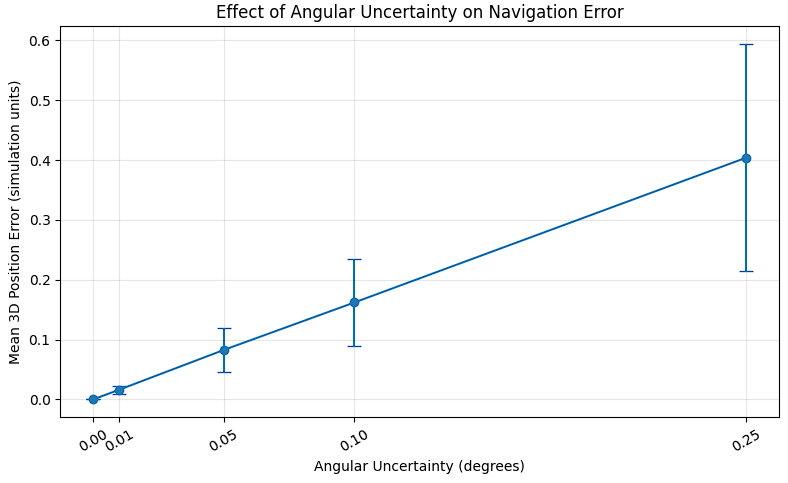 Effect of Angular Uncertainty on Navigation Error
Mean 3D Position Error (simulation units)
0.6
0.5
0.4
0.3
0.2
0.1
0.0
0.00 0.01 0.05 0.10 0.25
Angular Uncertainty (degrees)